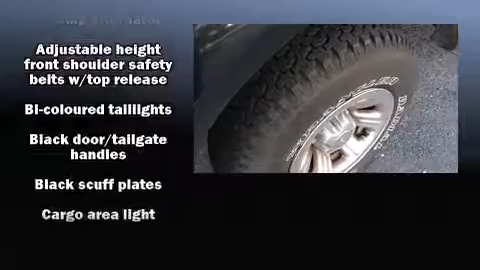 Adjustable height
front shoulder safety
belts w/top release
Bi-coloured taillights
Black door/tailgate
handles
Black scuff plates
Cargo area light